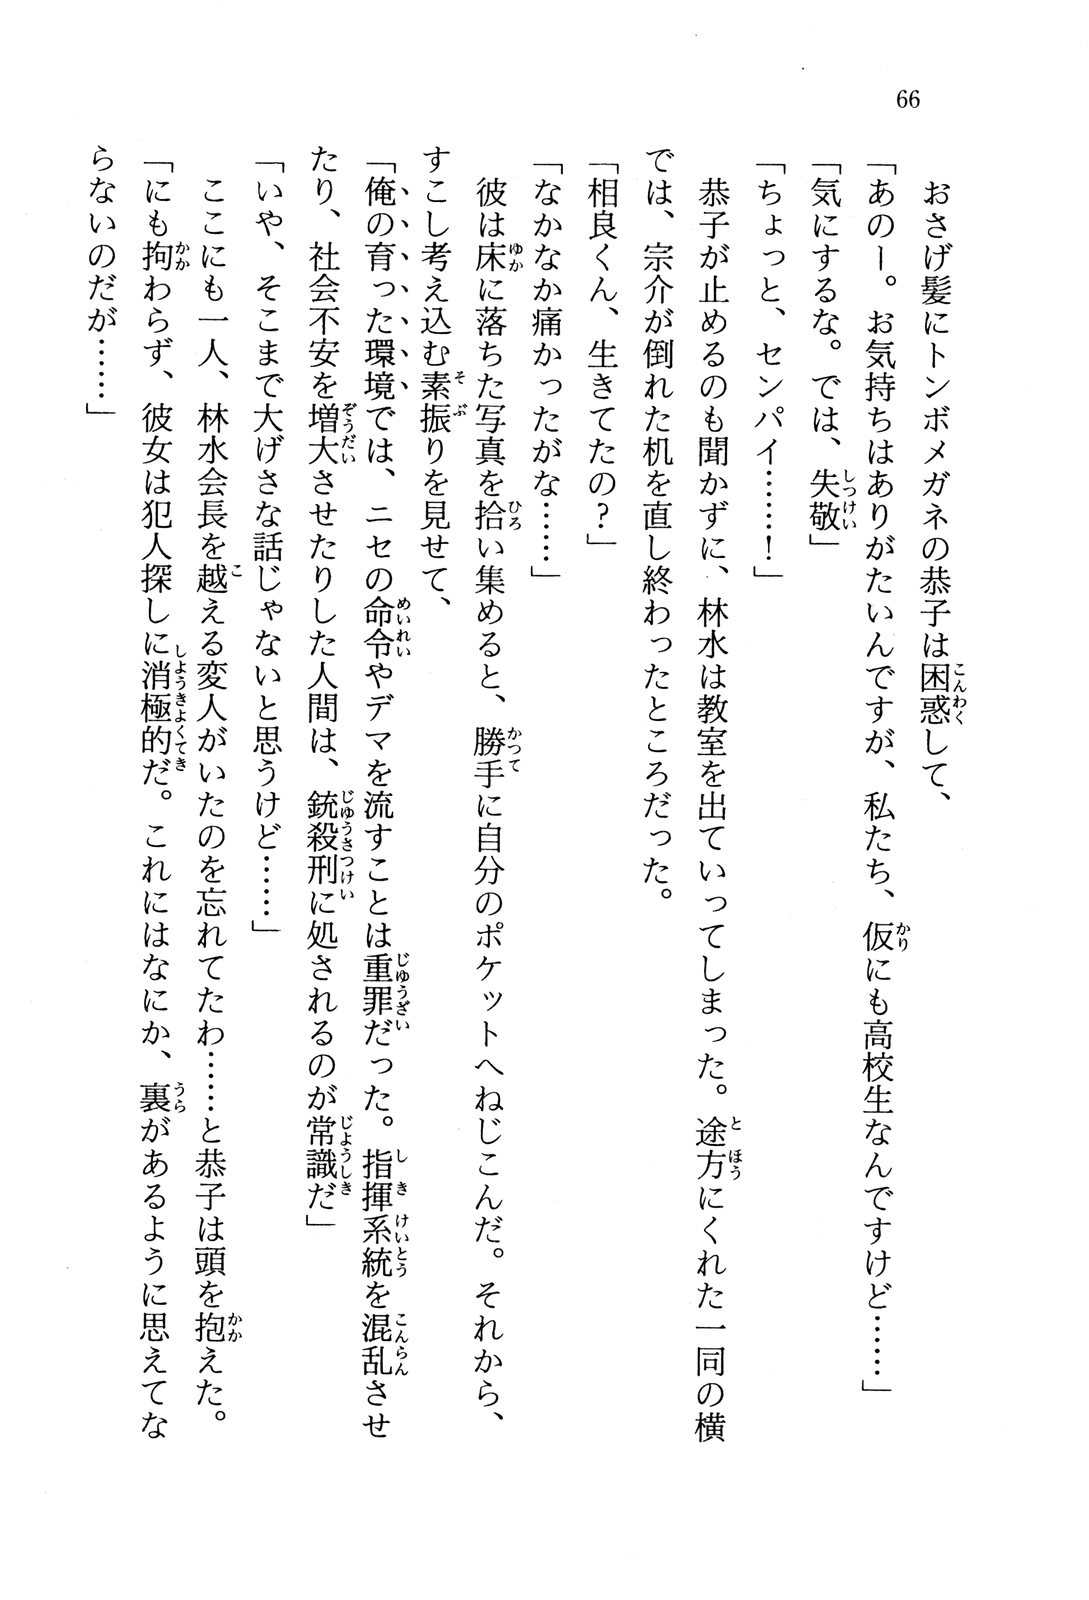 66
　おさげ髪にトンボメガネの恭子は困惑して、
「あのー。お気持ちはありがたいんですが、私たち、仮にも高校生なんですけど……」
「気にするな。では、失敬」
「ちょっと、センパイ……！」
　恭子が止めるのも聞かずに、林水は教室を出ていってしまった。途方にくれた一同の横
では、宗介が倒れた机を直し終わったところだった。
「相良くん、生きてたの？」
「なかなか痛かったがな……」
　彼は床に落ちた写真を拾い集めると、勝手に自分のポケットへねじこんだ。それから、
すこし考え込む素振りを見せて、
「俺の育った環境では、ニセの命令やデマを流すことは重罪だった。指揮系統を混乱させ
たり、社会不安を増大させたりした人間は、銃殺刑に処されるのが常識だ」
「いや、そこまで大げさな話じゃないと思うけど……」
　ここにも一人、林水会長を越える変人がいたのを忘れてたわ……と恭子は頭を抱えた。
「にも拘わらず、彼女は犯人探しに消極的だ。これにはなにか、裏があるように思えてな
らないのだが……」